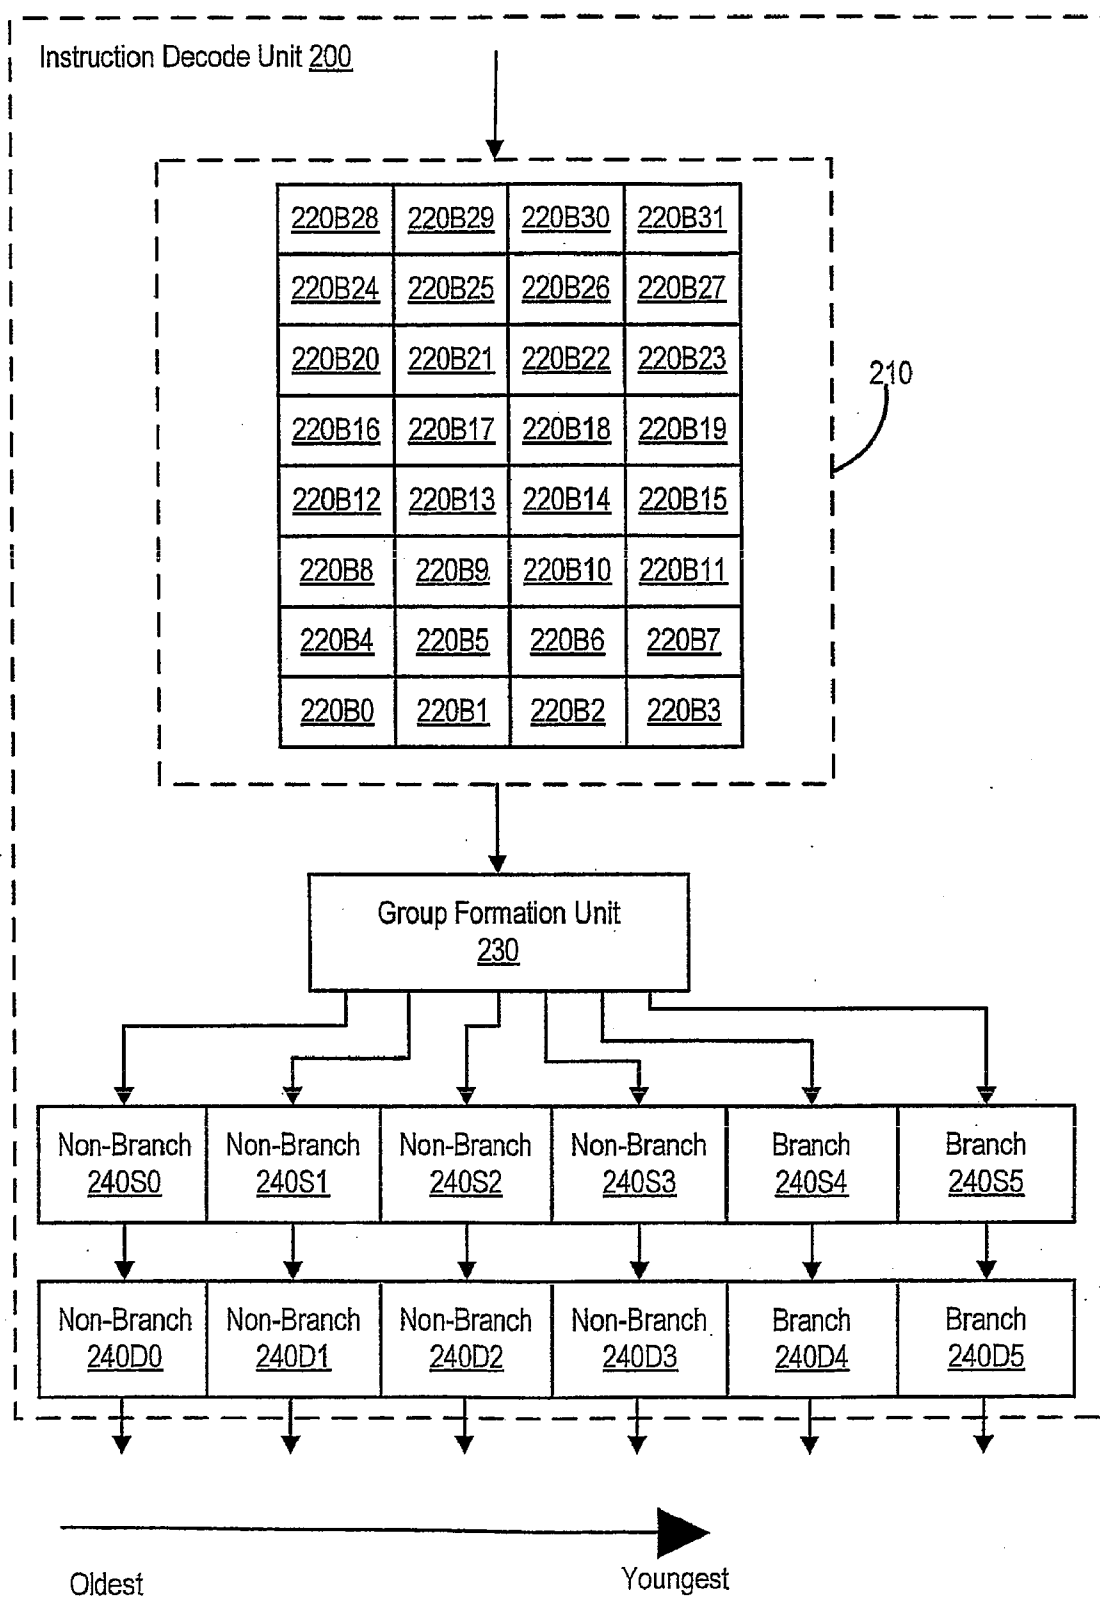 Instruction Decode Unit 200
220B28 220B29 220B30 220B31
220B24 220B25 220B26 220B27
220B20 220B21 220B22 220B23
210
220B16 220B17 220B18 220B19
220B12 220B13 220B14 220B15
220B8 220B9 220B10 220B11
220B4 220B5 220B6 220B7
220B0 220B1 220B2 220B3
Group Formation Unit
230
Non-Branch Non-Branch Non-Branch Non-Branch Branch Branch
240S0 240S1 240S2 240S3 240S4 240S5
Non-Branch Non-Branch Non-Branch Non-Branch Branch Branch
240D0 240D1 240D2 240D3 240D4 240D5
Oldest Youngest